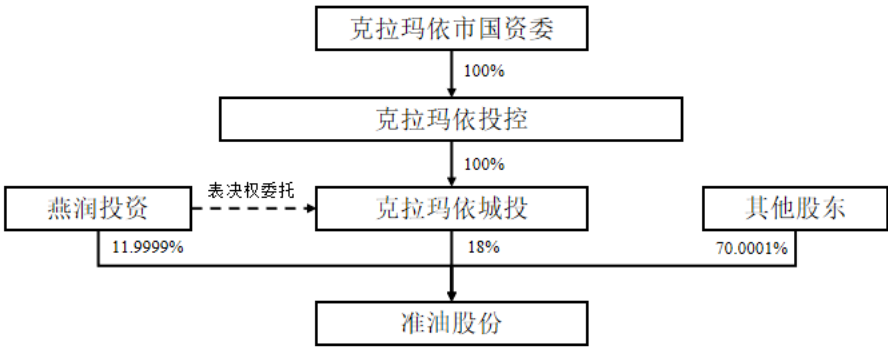 克拉玛依市国资委
100%
克拉玛依投控
100%
燕润投资
表决权委托
克拉玛依城投
其他股东
11.9999%
18%
70.0001%
准油股份